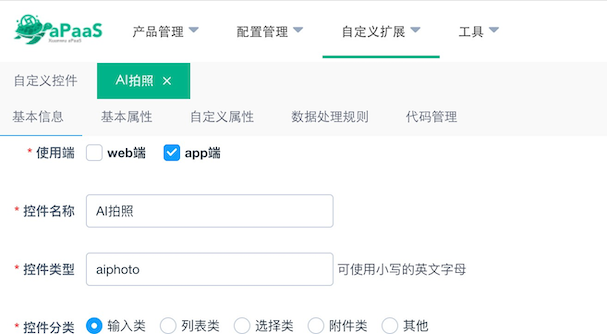 aPaaS
产品管理 配置管理 自定义扩展 工具
自定义控件 AI拍照 ×
基本信息 基本属性 自定义属性 数据处理规则 代码管理
* 使用端 web端 app端
* 控件名称 AI拍照
* 控件类型 aiphoto 可使用小写的英文字母
* 控件分类 输入类 列表类 选择类 附件类 其他